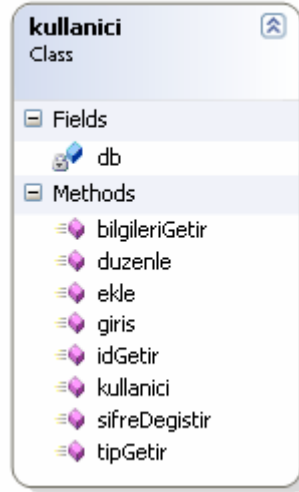 kullanici
Class
Fields
db
Methods
bilgileriGetir
duzenle
ekle
giris
idGetir
kullanici
sifreDegistir
tipGetir